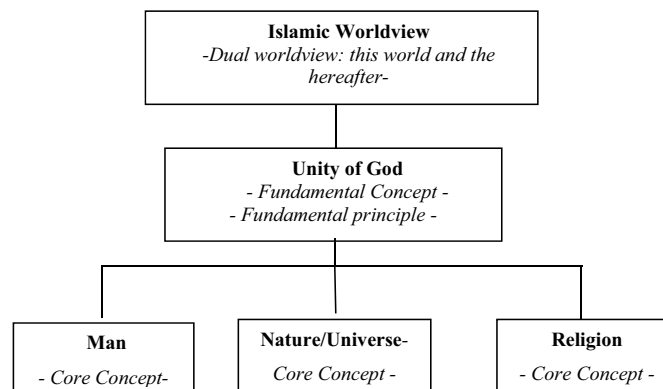 Islamic Worldview
-Dual worldview: this world and the
hereafter-
Unity of God
- Fundamental Concept -
- Fundamental principle -
Man
- Core Concept-
Nature/Universe-
Core Concept -
Religion
- Core Concept -